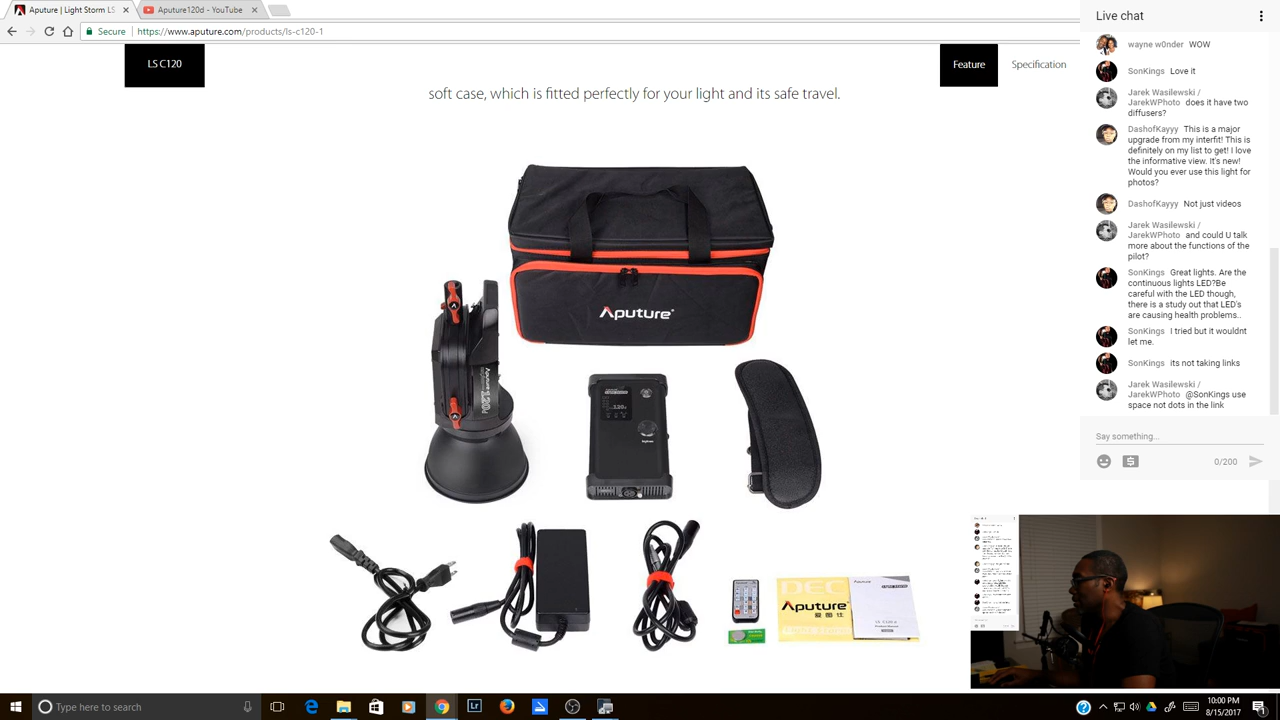 Aputure | Light Storm LS
Aputure120d - YouTube
Secure
https://www.aputure.com/products/ls-c120-1
LS C120
Feature
Specification
soft case, which is fitted perfectly for your light and its safe travel.
Aputure
Aputure
DEC
Aputure
Live chat
wayne w0nder WOW
SonKings Love it
Jarek Wasilewski /
JarekWPhoto does it have two
diffusers?
DashofKayyy This is a major
upgrade from my interfit! This is
definitely on my list to get! I love
the informative view. It's new!
Would you ever use this light for
photos?
DashofKayyy Not just videos
Jarek Wasilewski /
JarekWPhoto and could U talk
more about the functions of the
pilot?
SonKings Great lights. Are the
continuous lights LED?Be
careful with the LED though,
there is a study out that LED's
are causing health problems..
SonKings I tried but it wouldnt
let me.
SonKings its not taking links
Jarek Wasilewski /
JarekWPhoto @SonKings use
space not dots in the link
Say something...
0/200
Type here to search
10:00 PM
8/15/2017